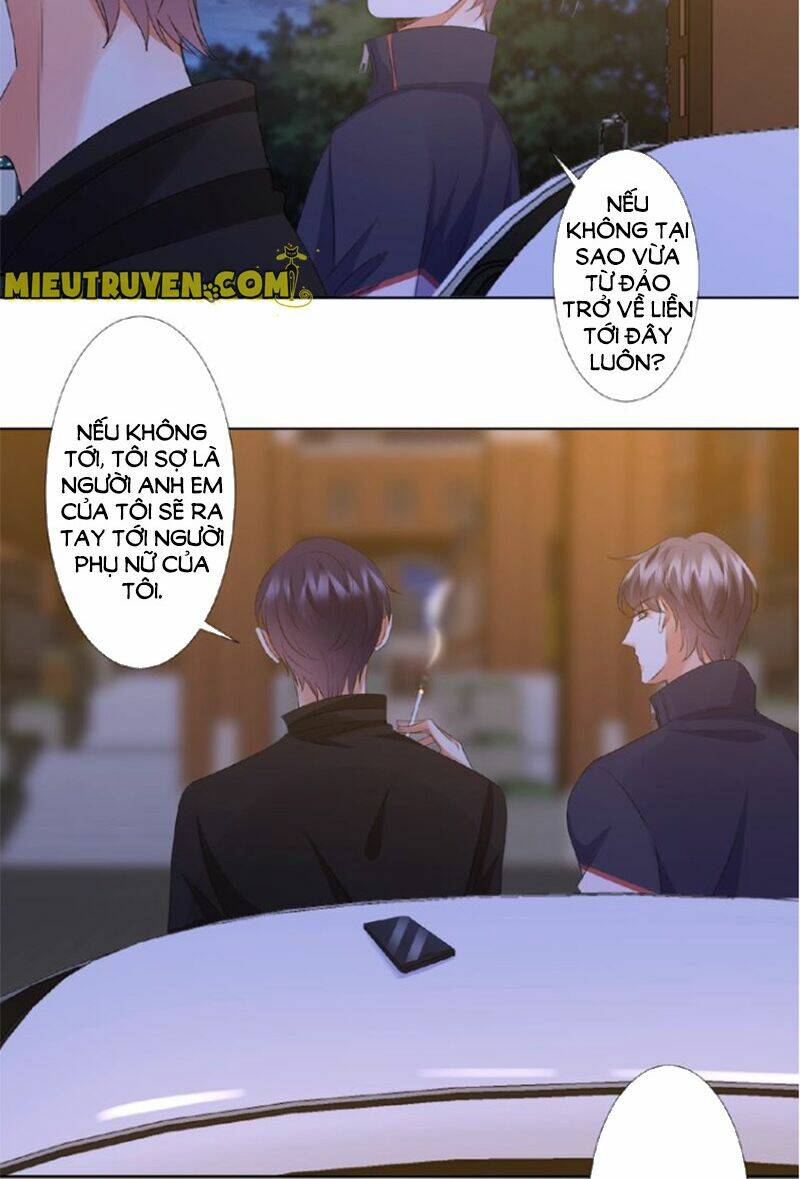 NẾU
KHÔNG TẠI
SAO VỪA
TỪ ĐẢO
TRỞ VỀ LIỀN
TỚI ĐÂY
LUÔN?
MIEUTRUYEN.COM
NẾU KHÔNG
TỚI, TÔI SỢ LÀ
NGƯỜI ANH EM
CỦA TÔI SẼ RA
TAY TỚI NGƯỜI
PHỤ NỮ CỦA
TÔI.